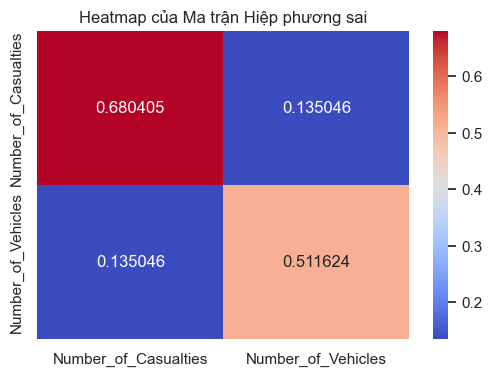 Heatmap của Ma trận Hiệp phương sai
Number_of_Casualties
0.680405
0.135046
Number_of_Vehicles
0.135046
0.511624
Number_of_Casualties
Number_of_Vehicles
0.6
0.5
0.4
0.3
0.2